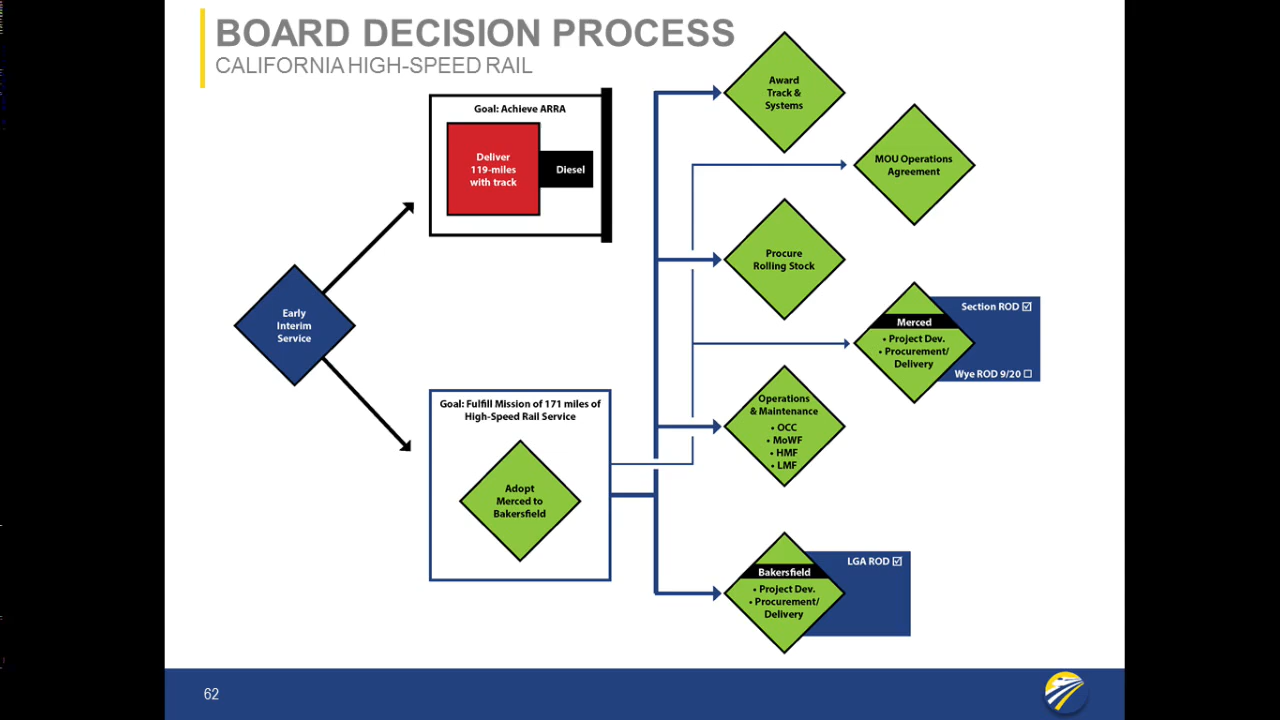 BOARD DECISION PROCESS
CALIFORNIA HIGH-SPEED RAIL
Goal: Achieve ARRA
Deliver
119-miles
with track
Diesel
Early
Interim
Service
Goal: Fulfill Mission of 171 miles of
High-Speed Rail Service
Adopt
Merced to
Bakersfield
Award
Track &
Systems
MOU Operations
Agreement
Procure
Rolling Stock
Section ROD ☑
Merced
• Project Dev.
• Procurement/
Delivery
Wye ROD 9/20 ☐
Operations
& Maintenance
• OCC
• MoWF
• HMF
• LMF
LGA ROD ☑
Bakersfield
• Project Dev.
• Procurement/
Delivery
62